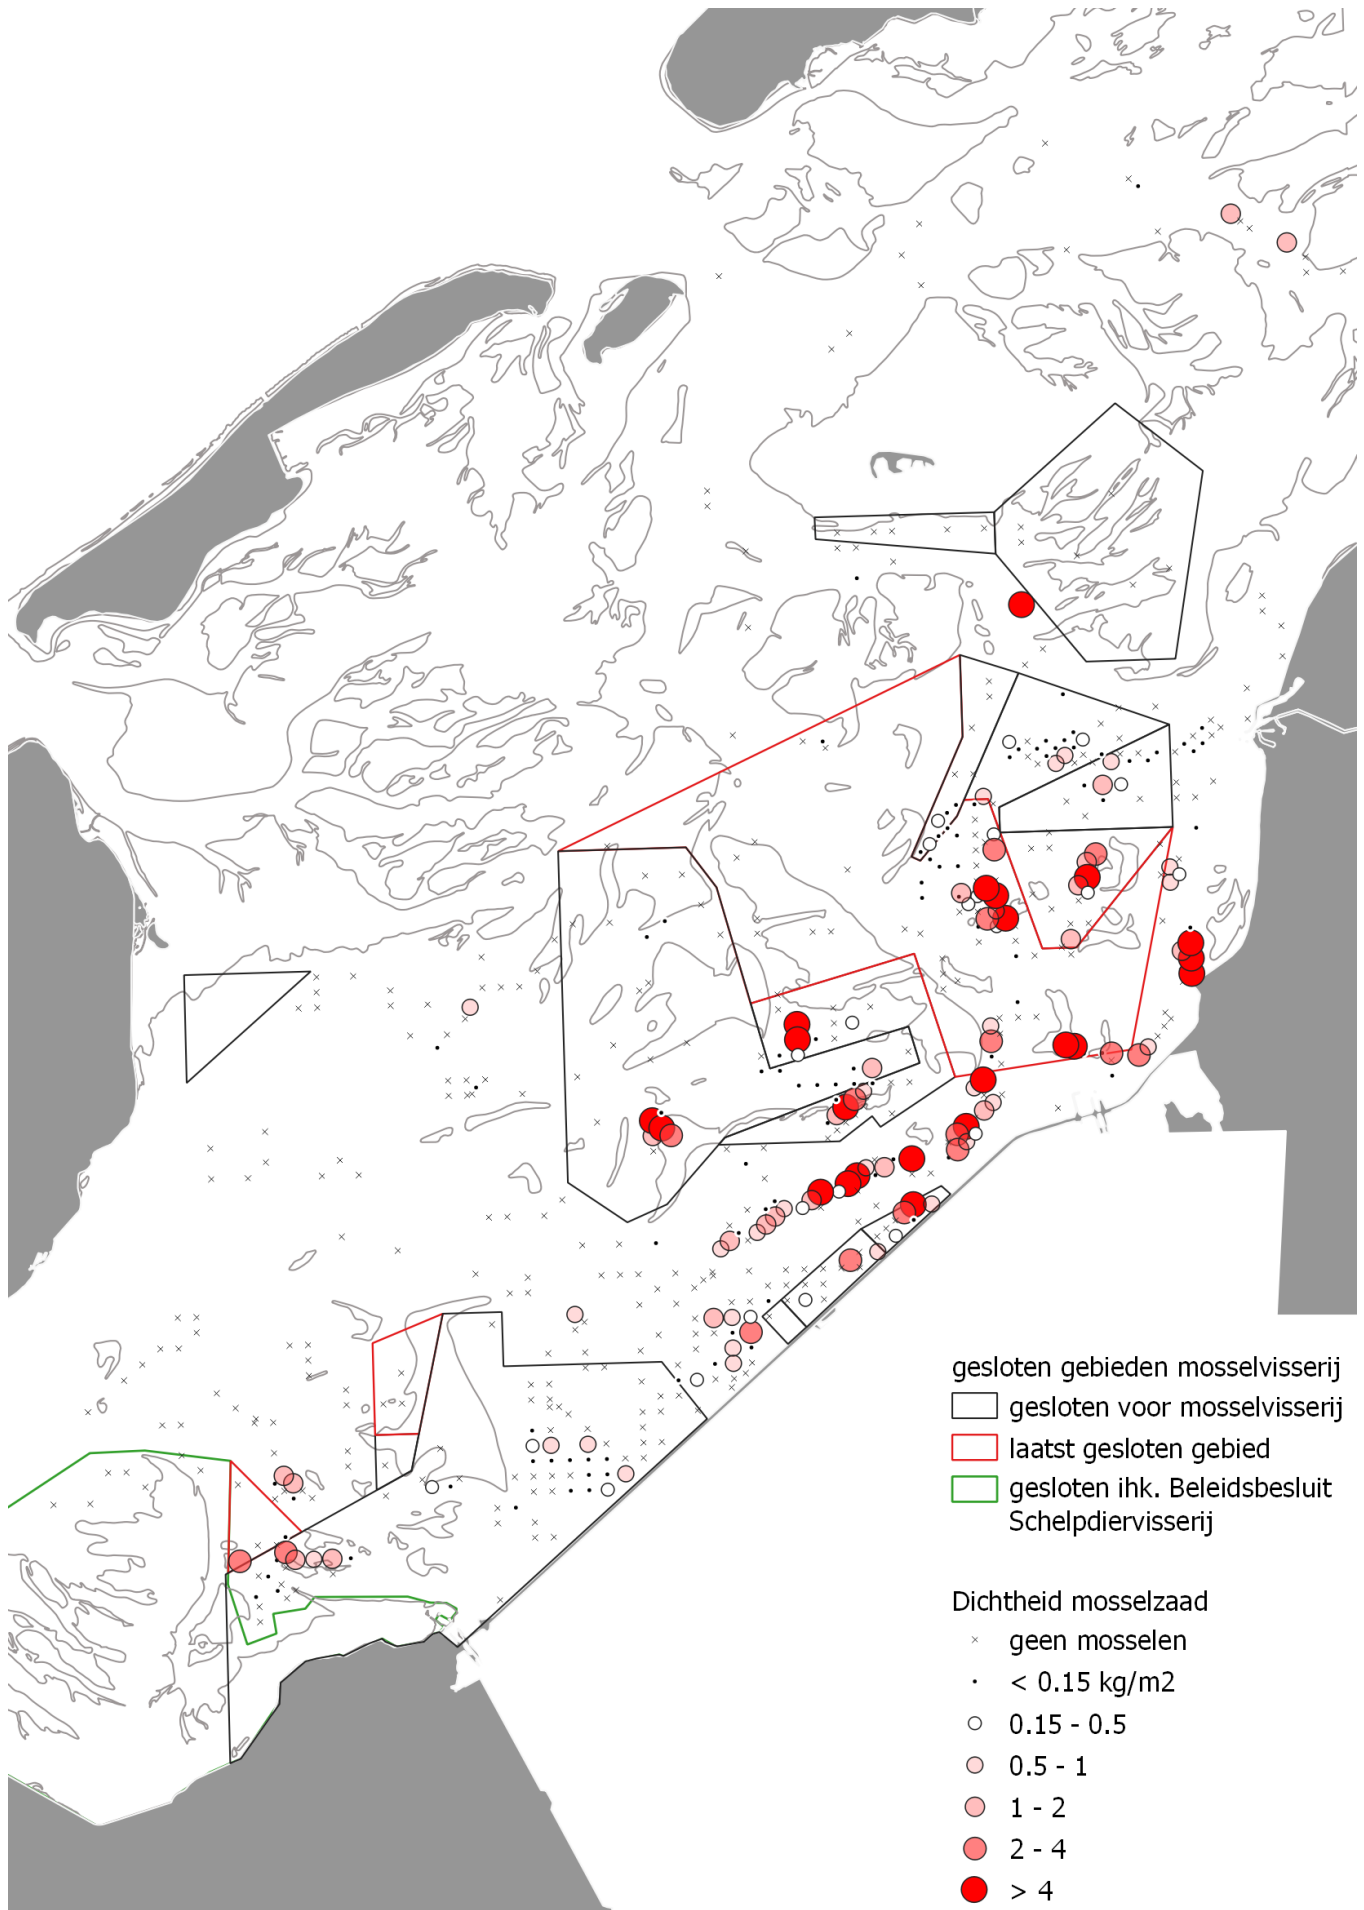 gesloten gebieden mosselvisserij
gesloten voor mosselvisserij
laatst gesloten gebied
gesloten ihk. Beleidsbesluit
Schelpdiervisserij
Dichtheid mosselzaad
geen mosselen
< 0.15 kg/m2
0.15 - 0.5
0.5 - 1
1 - 2
2 - 4
> 4